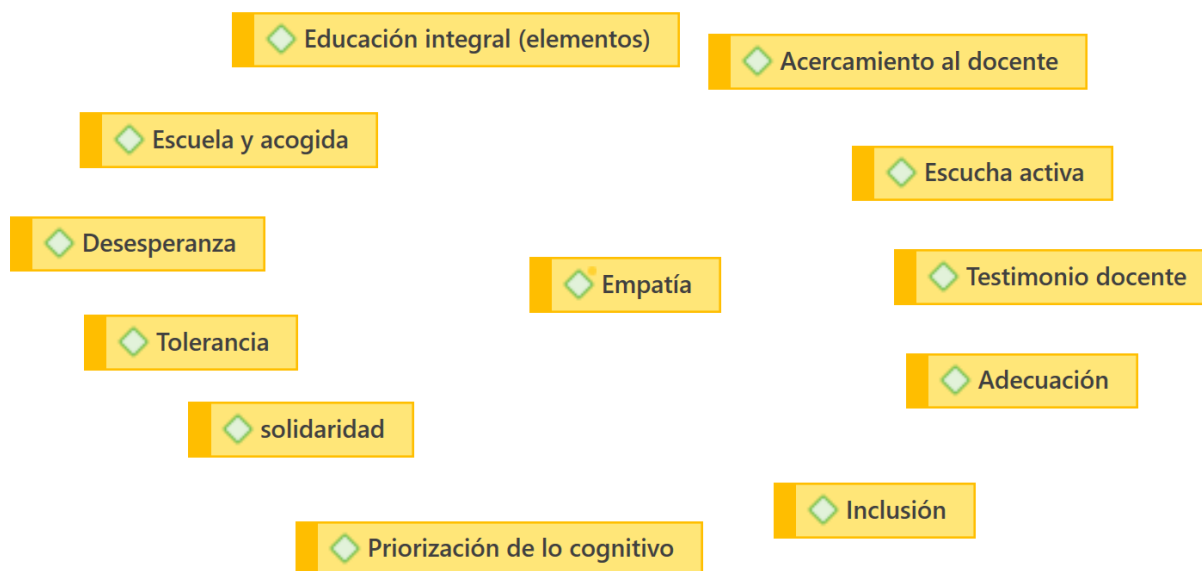 Educación integral (elementos)
Acercamiento al docente
Escuela y acogida
Escucha activa
Desesperanza
Empatía
Testimonio docente
Tolerancia
Adecuación
solidaridad
Inclusión
Priorización de lo cognitivo